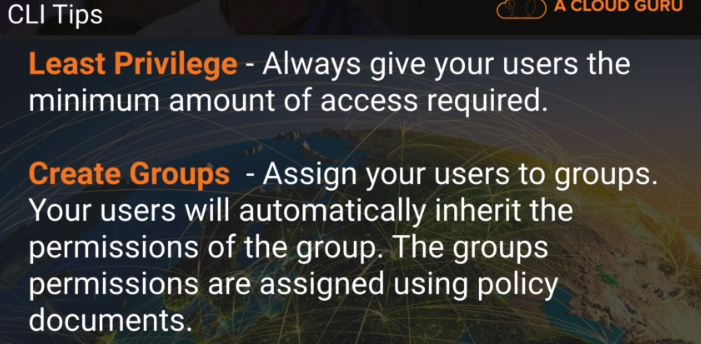 CLI Tips
A CLOUD GURU
Least Privilege - Always give your users the
minimum amount of access required.
Create Groups - Assign your users to groups.
Your users will automatically inherit the
permissions of the group. The groups
permissions are assigned using policy
documents.